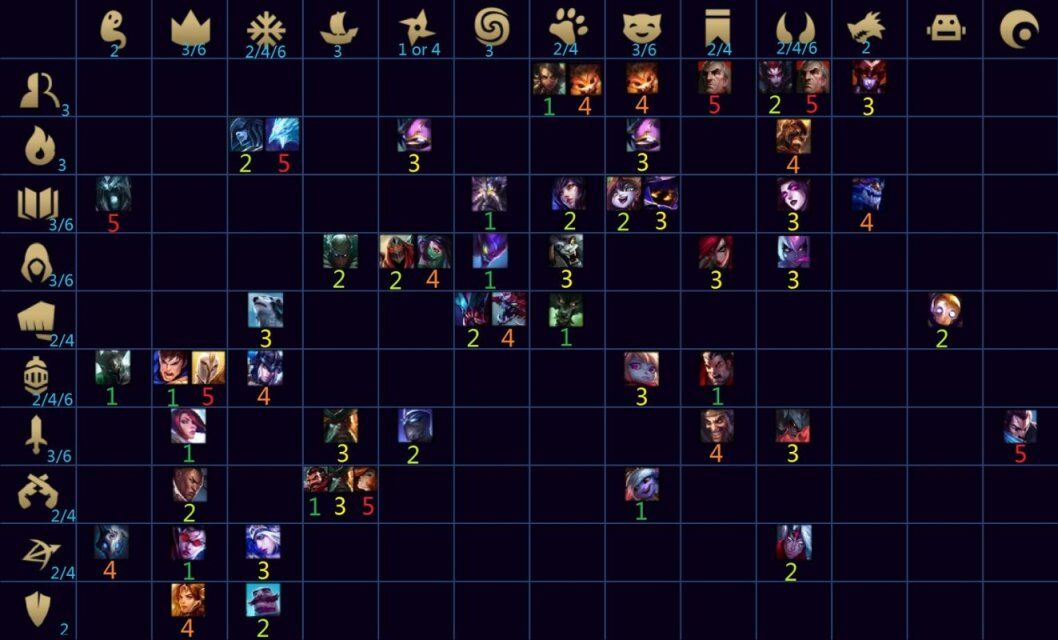 2 3/6 2/4/6 3 1 or 4 3 2/4 3/6 2/4 2/4/6 2
3 1 4 4 5 2 5 3
3 2 5 3 3 4
3/6 5 1 2 2 3 3 4
3/6 2 2 4 1 3 3 3
2/4 3 2 4 1 2
2/4/6 1 1 5 4 3 1
3/6 1 3 2 4 3 5
2/4 2 1 3 5 1
2/4 4 1 3 2
2 4 2